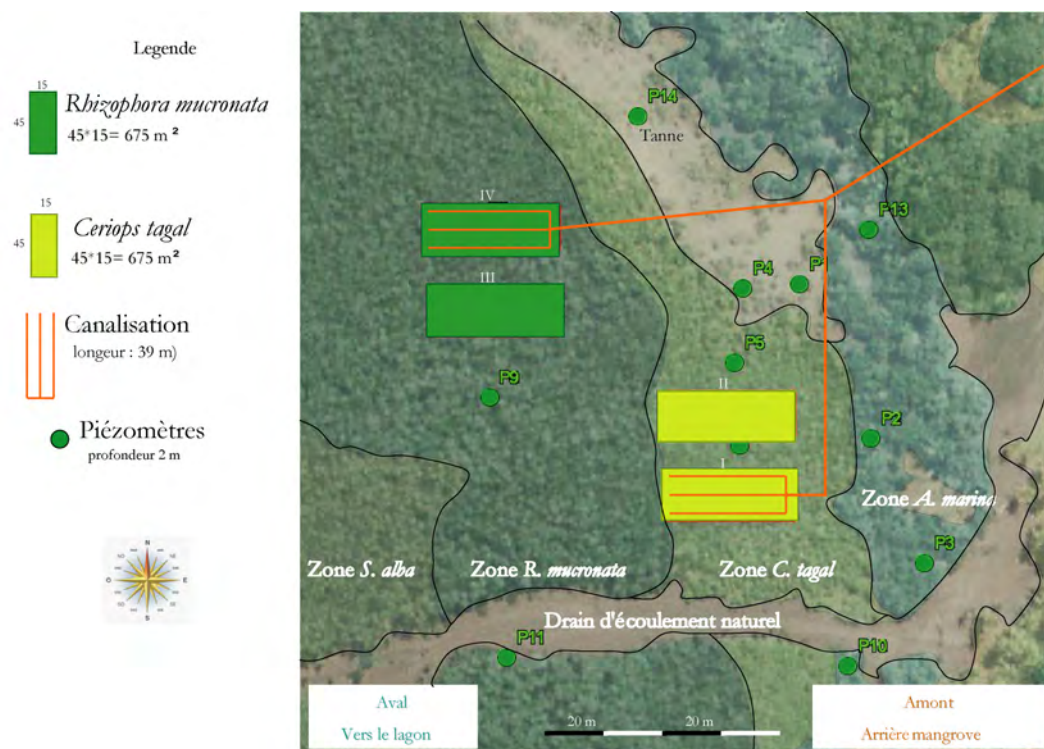 Legende
15
45
Rhizophora mucronata
45*15= 675 m²
15
45
Ceriops tagal
45*15= 675 m²
Canalisation
longeur : 39 m)
Piézomètres
profondeur 2 m
N
E
S
O
P14
Tanne
IV
P13
III
P4
P5
P9
II
P2
I
Zone A. marina
P3
Zone S. alba
Zone R. mucronata
Zone C. tagal
Drain d'écoulement naturel
P11
P10
Aval
Vers le lagon
20 m
20 m
Amont
Arrière mangrove